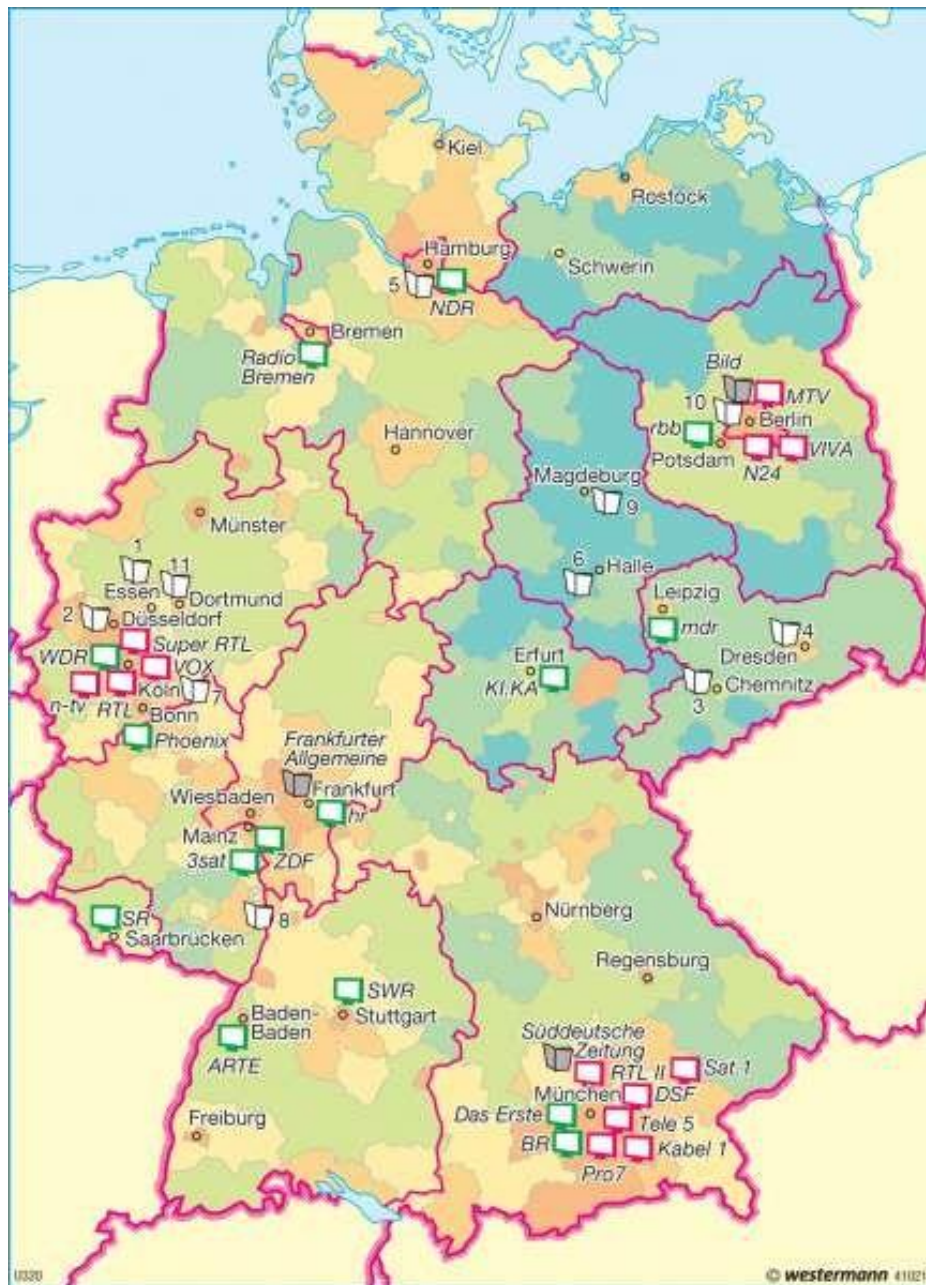 Kiel
Rostock
Hamburg
Schwerin
5
NDR
Bremen
Radio
Bremen
Bild
10
MTV
Berlin
rbb
Potsdam
N24
VIVA
Hannover
Magdeburg
9
Münster
1
11
6
Halle
Essen
Dortmund
Leipzig
2
Düsseldorf
mdr
4
Super RTL
Dresden
WDR
VOX
Erfurt
Köln
7
KI.KA
Chemnitz
3
n-tv
RTL
Bonn
Phoenix
Frankfurter
Allgemeine
Frankfurt
Wiesbaden
hr
Mainz
3sat
ZDF
SR
8
Nürnberg
Saarbrücken
Regensburg
SWR
Baden-
Baden
Stuttgart
Süddeutsche
Zeitung
ARTE
RTL II
Sat 1
München
DSF
Das Erste
Tele 5
Freiburg
BR
Kabel 1
Pro7
© westermann